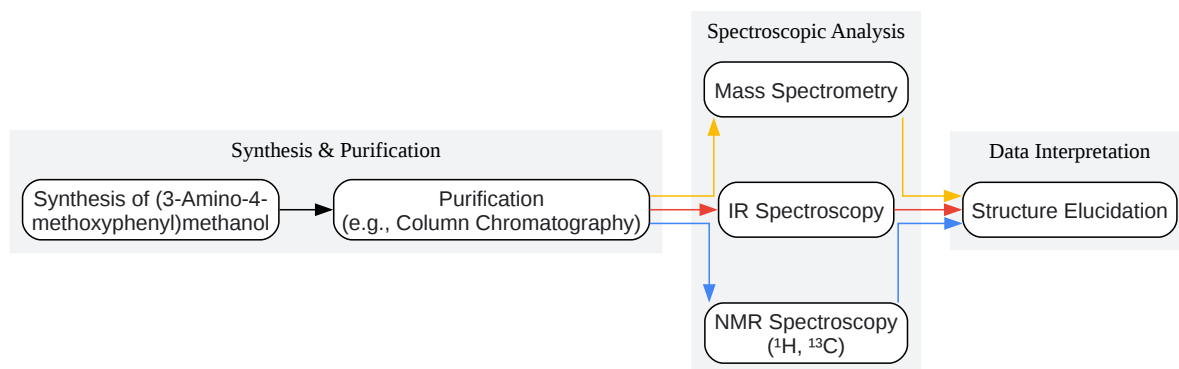 Synthesis & Purification
Synthesis of (3-Amino-4-
methoxyphenyl)methanol
Purification
(e.g., Column Chromatography)
Spectroscopic Analysis
Mass Spectrometry
IR Spectroscopy
NMR Spectroscopy
(¹H, ¹³C)
Data Interpretation
Structure Elucidation